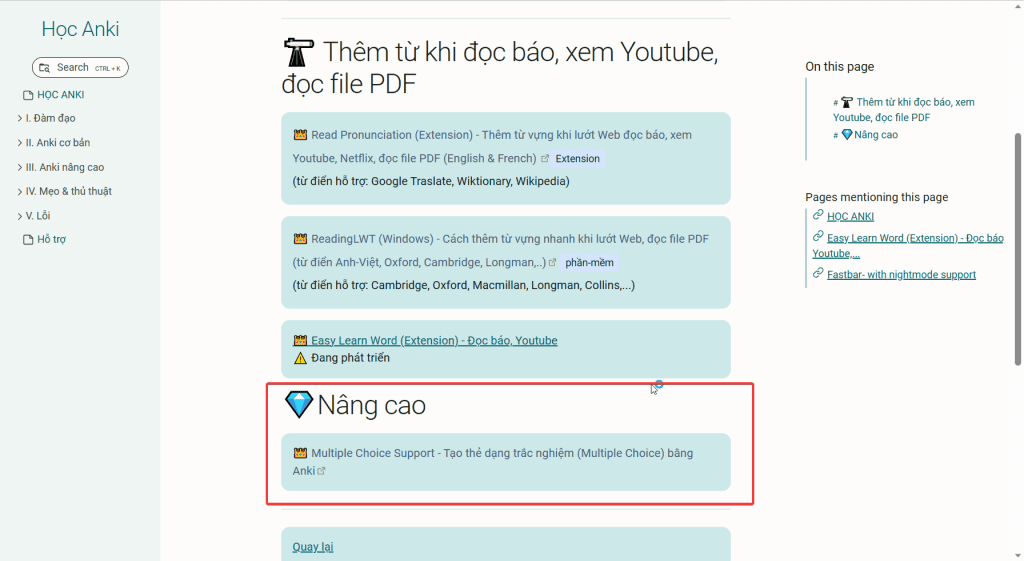 Học Anki
Search CTRL + K
HỌC ANKI
I. Đàm đạo
II. Anki cơ bản
III. Anki nâng cao
IV. Mẹo & thủ thuật
V. Lỗi
Hỗ trợ
Thêm từ khi đọc báo, xem Youtube,
đọc file PDF
Read Pronunciation (Extension) - Thêm từ vựng khi lướt Web đọc báo, xem
Youtube, Netflix, đọc file PDF (English & French) Extension
(từ điển hỗ trợ: Google Traslate, Wiktionary, Wikipedia)
ReadingLWT (Windows) - Cách thêm từ vựng nhanh khi lướt Web, đọc file PDF
(từ điển Anh-Việt, Oxford, Cambridge, Longman,..) phần-mềm
(từ điển hỗ trợ: Cambridge, Oxford, Macmillan, Longman, Collins,...)
Easy Learn Word (Extension) - Đọc báo, Youtube
Đang phát triển
Nâng cao
Multiple Choice Support - Tạo thẻ dạng trắc nghiệm (Multiple Choice) bằng
Anki
Quay lại
On this page
# Thêm từ khi đọc báo, xem
Youtube, đọc file PDF
# Nâng cao
Pages mentioning this page
HỌC ANKI
Easy Learn Word (Extension) - Đọc báo
Youtube,...
Fastbar- with nightmode support